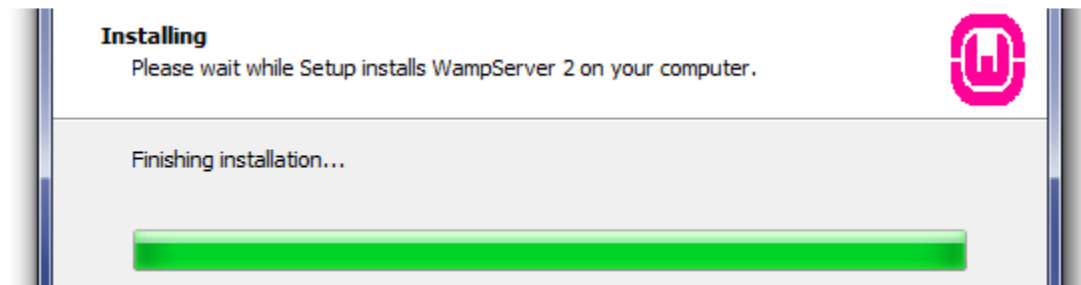 Installing
Please wait while Setup installs WampServer 2 on your computer.
W
Finishing installation...